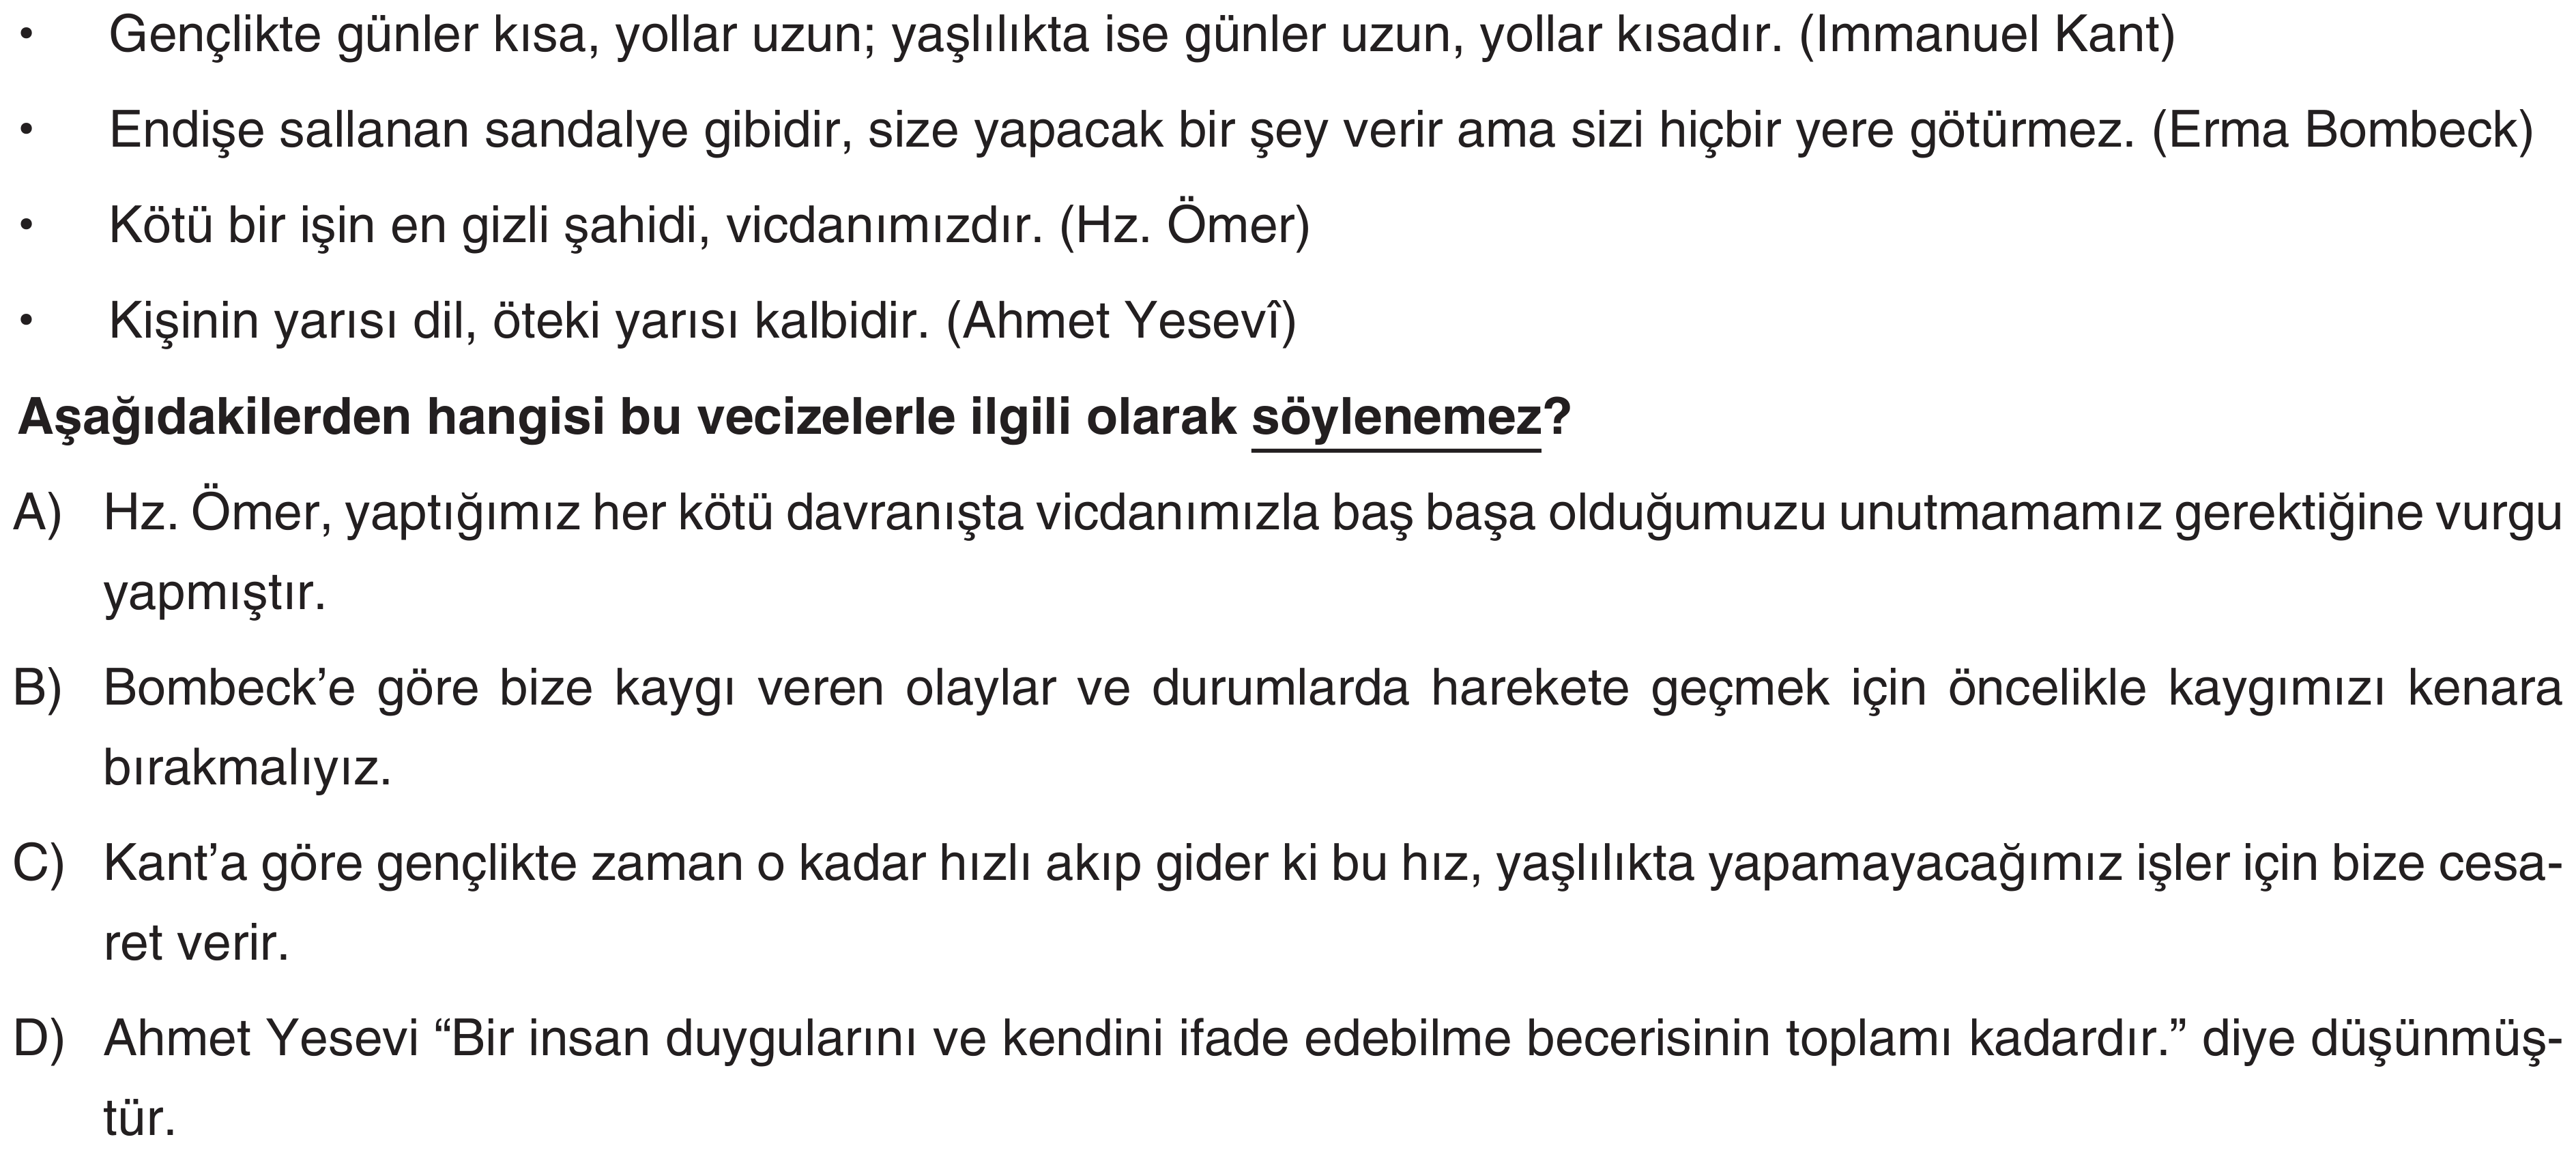 • Gençlikte günler kısa, yollar uzun; yaşlılıkta ise günler uzun, yollar kısadır. (Immanuel Kant)
• Endişe sallanan sandalye gibidir, size yapacak bir şey verir ama sizi hiçbir yere götürmez. (Erma Bombeck)
• Kötü bir işin en gizli şahidi, vicdanımızdır. (Hz. Ömer)
• Kişinin yarısı dil, öteki yarısı kalbidir. (Ahmet Yesevî)
Aşağıdakilerden hangisi bu vecizelerle ilgili olarak söylenemez?
A) Hz. Ömer, yaptığımız her kötü davranışta vicdanımızla baş başa olduğumuzu unutmamamız gerektiğine vurgu
yapmıştır.
B) Bombeck’e göre bize kaygı veren olaylar ve durumlarda harekete geçmek için öncelikle kaygımızı kenara
bırakmalıyız.
C) Kant’a göre gençlikte zaman o kadar hızlı akıp gider ki bu hız, yaşlılıkta yapamayacağımız işler için bize cesa-
ret verir.
D) Ahmet Yesevi “Bir insan duygularını ve kendini ifade edebilme becerisinin toplamı kadardır.” diye düşünmüş-
tür.